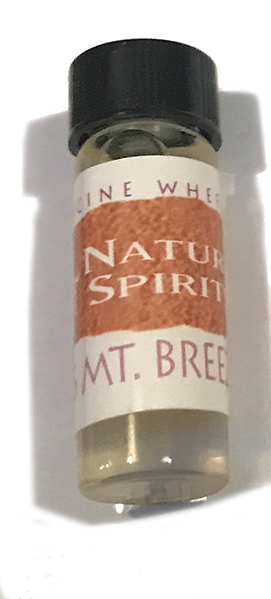 CINE WHEE
NATUR
SPIRIT
MT. BREEZ